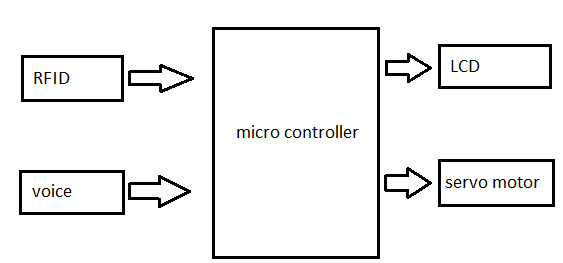 RFID
voice
micro controller
LCD
servo motor